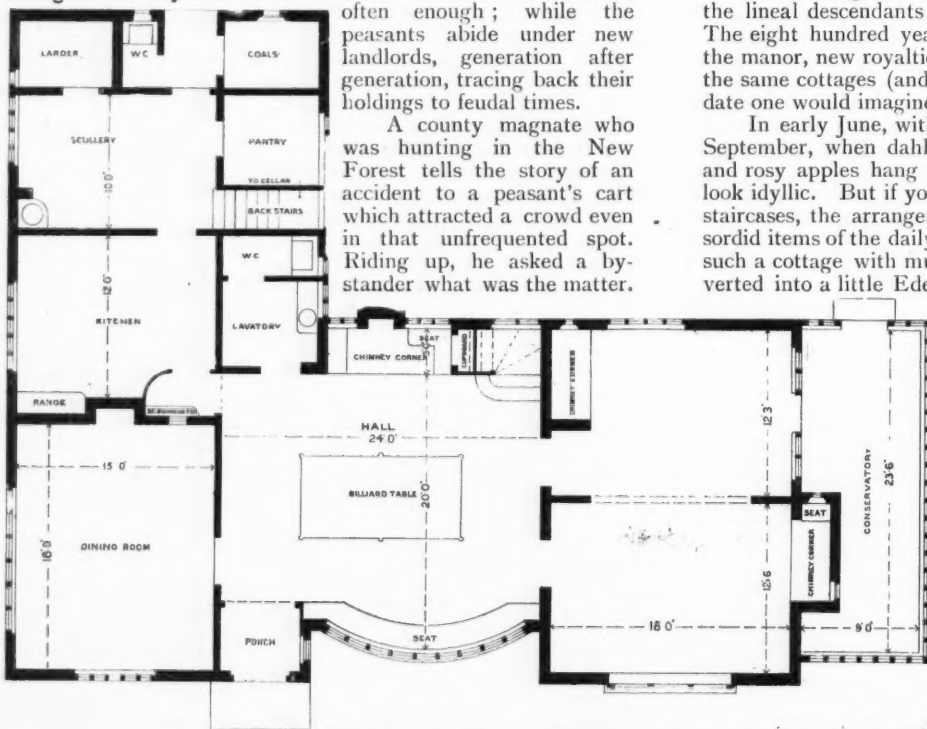 often enough ; while the
peasants abide under new
landlords, generation after
generation, tracing back their
holdings to feudal times.
A county magnate who
was hunting in the New
Forest tells the story of an
accident to a peasant's cart
which attracted a crowd even
in that unfrequented spot.
Riding up, he asked a by-
stander what was the matter.
the lineal descendants
The eight hundred yea
the manor, new royaltie
the same cottages (and
date one would imagine
In early June, with
September, when dahl
and rosy apples hang
look idyllic. But if yo
staircases, the arrange
sordid items of the daily
such a cottage with mu
verted into a little Ede
LARDER
W C
COALS
SCULLERY
10'0"
PANTRY
TO CELLAR
BACK STAIRS
W C
LAVATORY
KITCHEN
12'0"
RANGE
CHIMNEY CORNER
SEAT
CUPBOARD
CHIMNEY CORNER
12'3"
HALL
24'0"
20'0"
BILLIARD TABLE
15'0"
18'0"
DINING ROOM
PORCH
SEAT
12'6"
18'0"
SEAT
CHIMNEY CORNER
CONSERVATORY
23'6"
9'0"